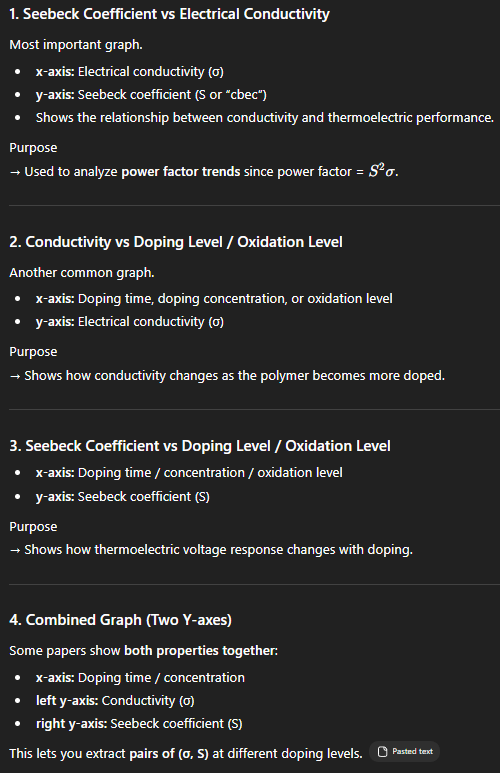 1. Seebeck Coefficient vs Electrical Conductivity
Most important graph.
• x-axis: Electrical conductivity (σ)
• y-axis: Seebeck coefficient (S or “cbec”)
• Shows the relationship between conductivity and thermoelectric performance.
Purpose
→ Used to analyze power factor trends since power factor = S²σ.
2. Conductivity vs Doping Level / Oxidation Level
Another common graph.
• x-axis: Doping time, doping concentration, or oxidation level
• y-axis: Electrical conductivity (σ)
Purpose
→ Shows how conductivity changes as the polymer becomes more doped.
3. Seebeck Coefficient vs Doping Level / Oxidation Level
• x-axis: Doping time / concentration / oxidation level
• y-axis: Seebeck coefficient (S)
Purpose
→ Shows how thermoelectric voltage response changes with doping.
4. Combined Graph (Two Y-axes)
Some papers show both properties together:
• x-axis: Doping time / concentration
• left y-axis: Conductivity (σ)
• right y-axis: Seebeck coefficient (S)
This lets you extract pairs of (σ, S) at different doping levels. Pasted text